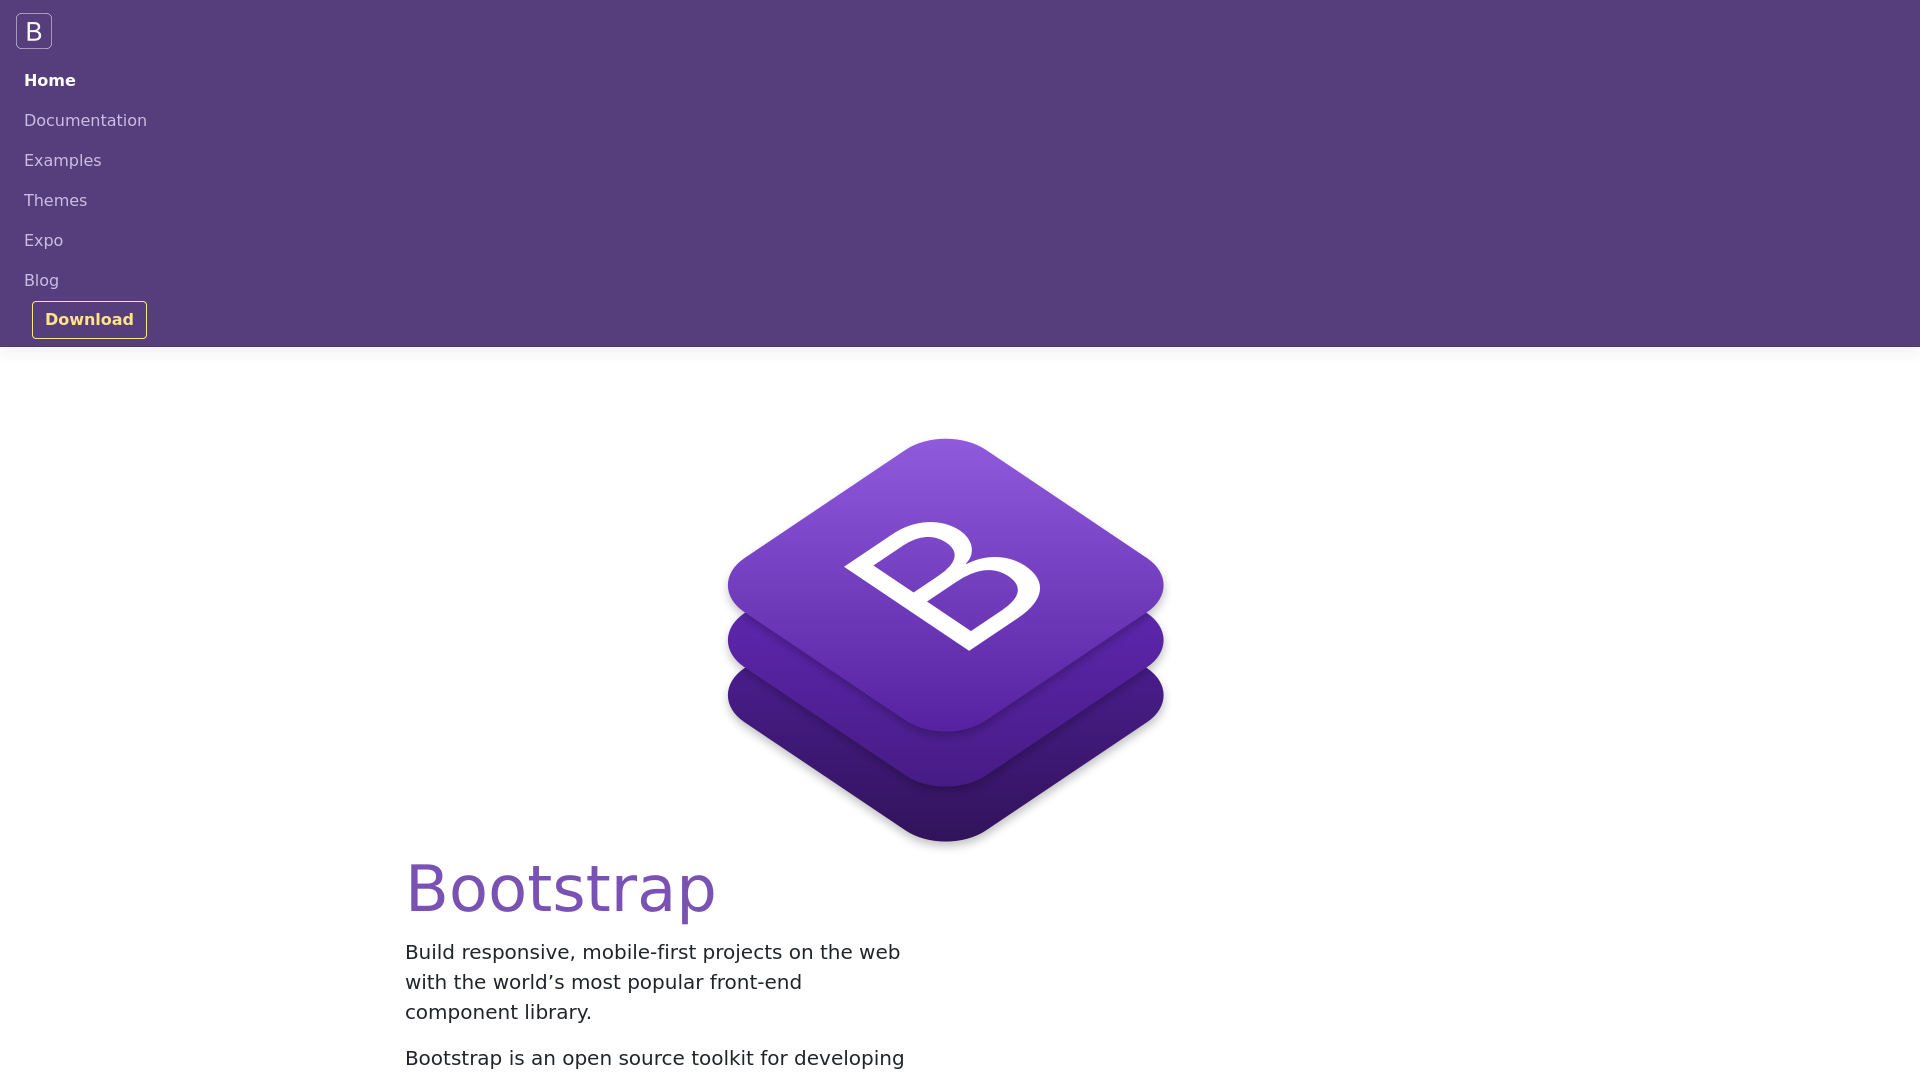 B
Home
Documentation
Examples
Themes
Expo
Blog
Download
B
Bootstrap
Build responsive, mobile-first projects on the web
with the world’s most popular front-end
component library.
Bootstrap is an open source toolkit for developing